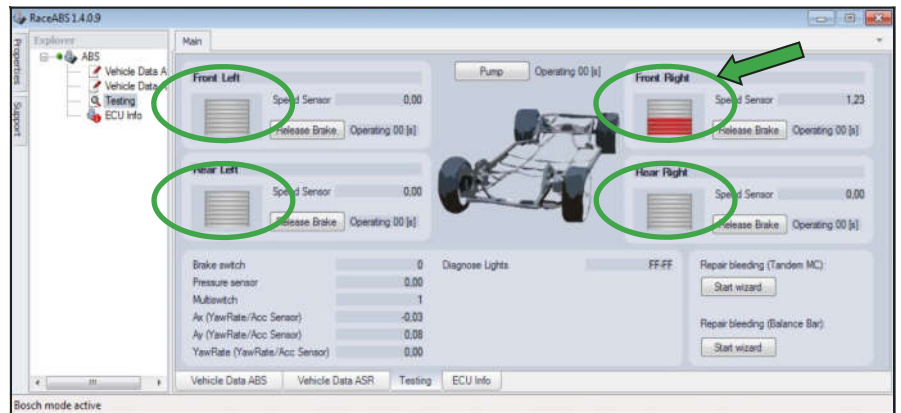 RaceABS 1.4.0.9
Properties
Support
Explorer
ABS
Vehicle Data A
Vehicle Data A
Testing
ECU Info
Main
Front Left
Speed Sensor 0,00
Release Brake Operating 00 [s]
Rear Left
Speed Sensor 0,00
Release Brake Operating 00 [s]
Pump Operating 00 [s]
Front Right
Speed Sensor 1,23
Release Brake Operating 00 [s]
Rear Right
Speed Sensor 0,00
Release Brake Operating 00 [s]
Brake switch 0
Pressure sensor 0.00
Multiswitch 1
Ax (YawRate/Acc Sensor) -0,03
Ay (YawRate/Acc Sensor) 0,08
YawRate (YawRate/Acc Sensor) 0,00
Diagnose Lights FF-FF
Repair bleeding (Tandem MC)
Start wizard
Repair bleeding (Balance Bar)
Start wizard
Vehicle Data ABS Vehicle Data ASR Testing ECU Info
Bosch mode active